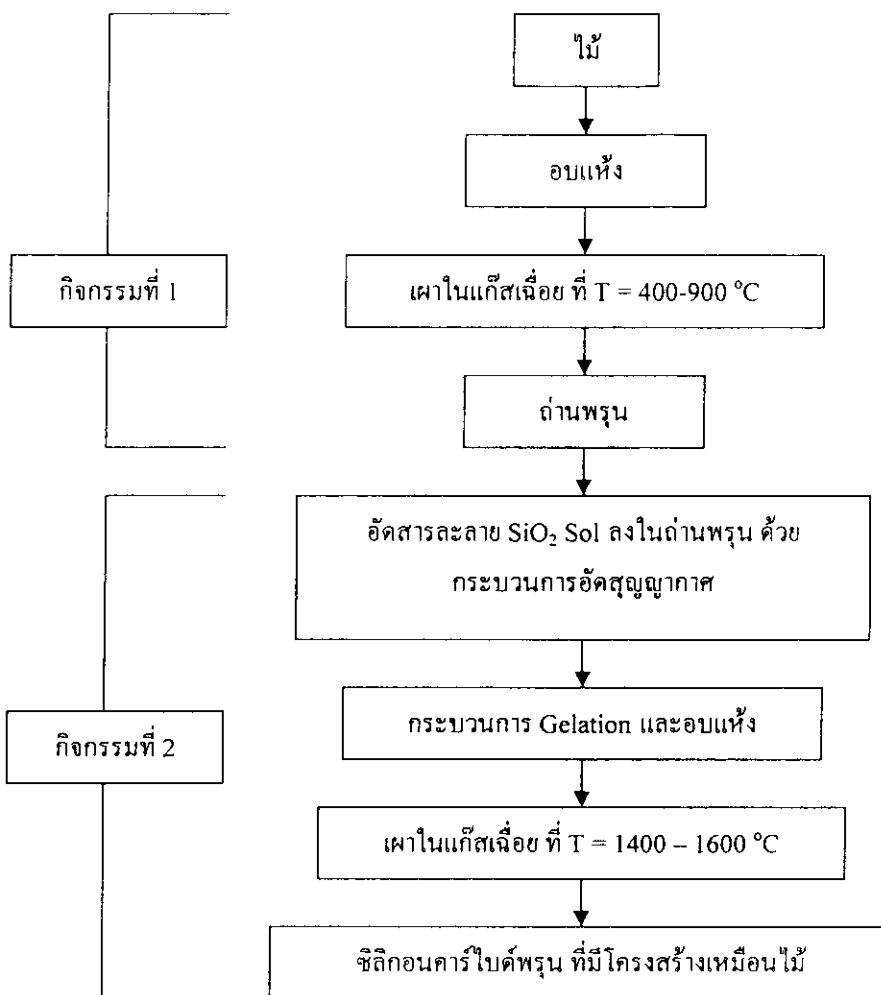 ไม้
อบแห้ง
กิจกรรมที่ 1
เผาในแก๊สเฉื่อย ที่ T = 400-900 °C
ถ่านพรุน
อัดสารละลาย SiO₂ Sol ลงในถ่านพรุน ด้วย
กระบวนการอัดสุญญากาศ
กระบวนการ Gelation และอบแห้ง
กิจกรรมที่ 2
เผาในแก๊สเฉื่อย ที่ T = 1400 – 1600 °C
ซิลิกอนคาร์ไบด์พรุน ที่มีโครงสร้างเหมือนไม้